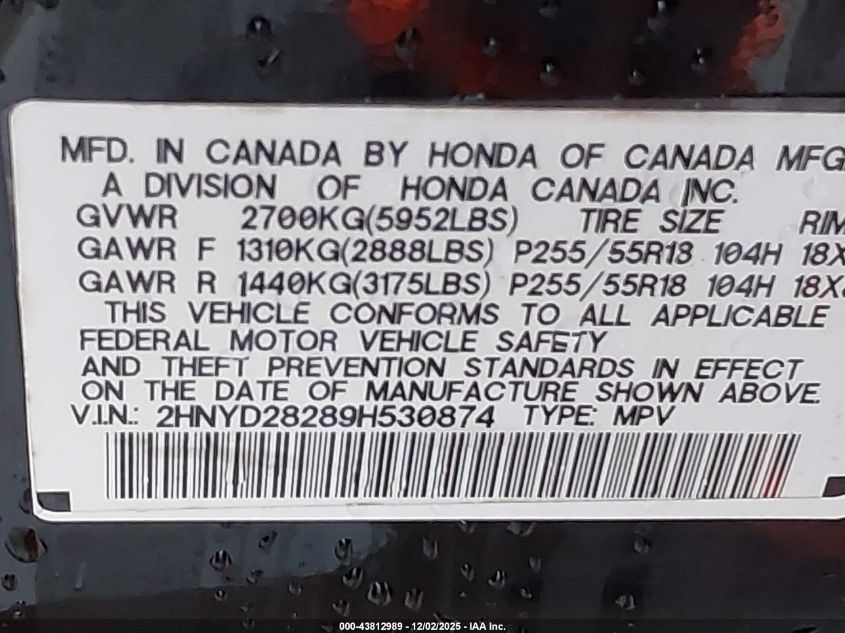 MFD. IN CANADA BY HONDA OF CANADA MFG
A DIVISION OF HONDA CANADA INC.
GVWR 2700KG(5952LBS) TIRE SIZE RIM
GAWR F 1310KG(2888LBS) P255/55R18 104H 18X
GAWR R 1440KG(3175LBS) P255/55R18 104H 18X
THIS VEHICLE CONFORMS TO ALL APPLICABLE
FEDERAL MOTOR VEHICLE SAFETY
AND THEFT PREVENTION STANDARDS IN EFFECT
ON THE DATE OF MANUFACTURE SHOWN ABOVE.
V.I.N.: 2HNYD28289H530874 TYPE: MPV
000-43812989 - 12/02/2025 - IAA Inc.